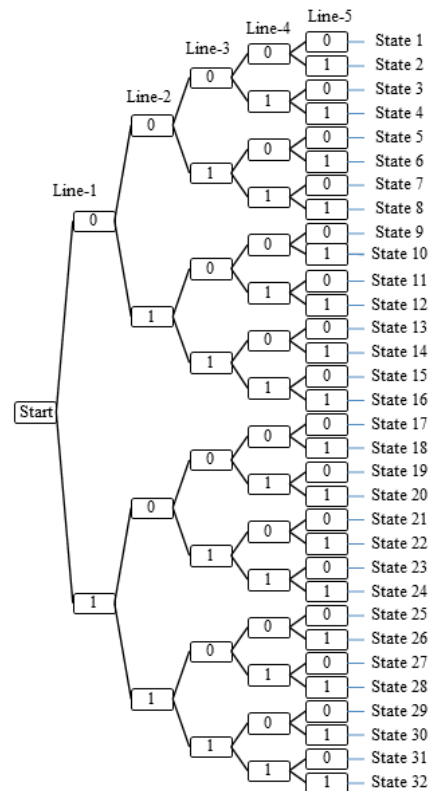 Line-5
Line-4
0 State 1
0
Line-3
1 State 2
0
0 State 3
1
Line-2
1 State 4
0
0 State 5
0
1 State 6
1
0 State 7
Line-1
1
1 State 8
0
0 State 9
0
1 State 10
0
0 State 11
1
1 State 12
1
0 State 13
0
1 State 14
1
0 State 15
1
1 State 16
Start
0 State 17
0
1 State 18
0
0 State 19
1
1 State 20
0
0 State 21
0
1 State 22
1
0 State 23
1
1 State 24
1
0 State 25
0
1 State 26
0
0 State 27
1
1 State 28
1
0 State 29
0
1 State 30
1
0 State 31
1
1 State 32